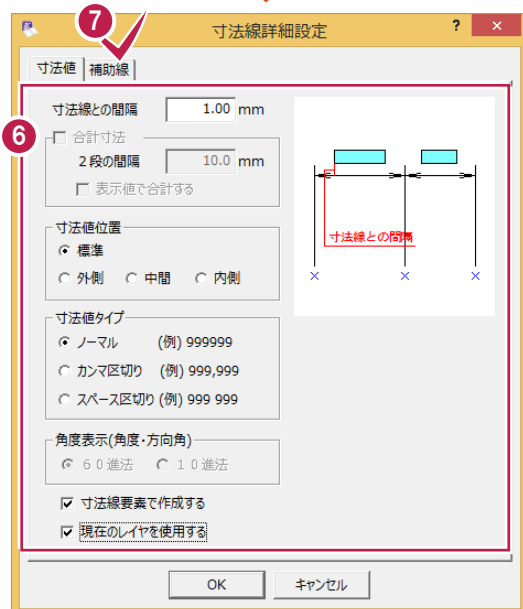 7
寸法線詳細設定 ? ×
寸法値 補助線
6
寸法線との間隔 1.00 mm
合計寸法
2段の間隔 10.0 mm
表示値で合計する
寸法値位置
標準
外側 中間 内側
寸法線との間隔
× × ×
寸法値タイプ
ノーマル (例) 999999
カンマ区切り (例) 999,999
スペース区切り (例) 999 999
角度表示(角度・方向角)
60進法 10進法
寸法線要素で作成する
現在のレイヤを使用する
OK キャンセル